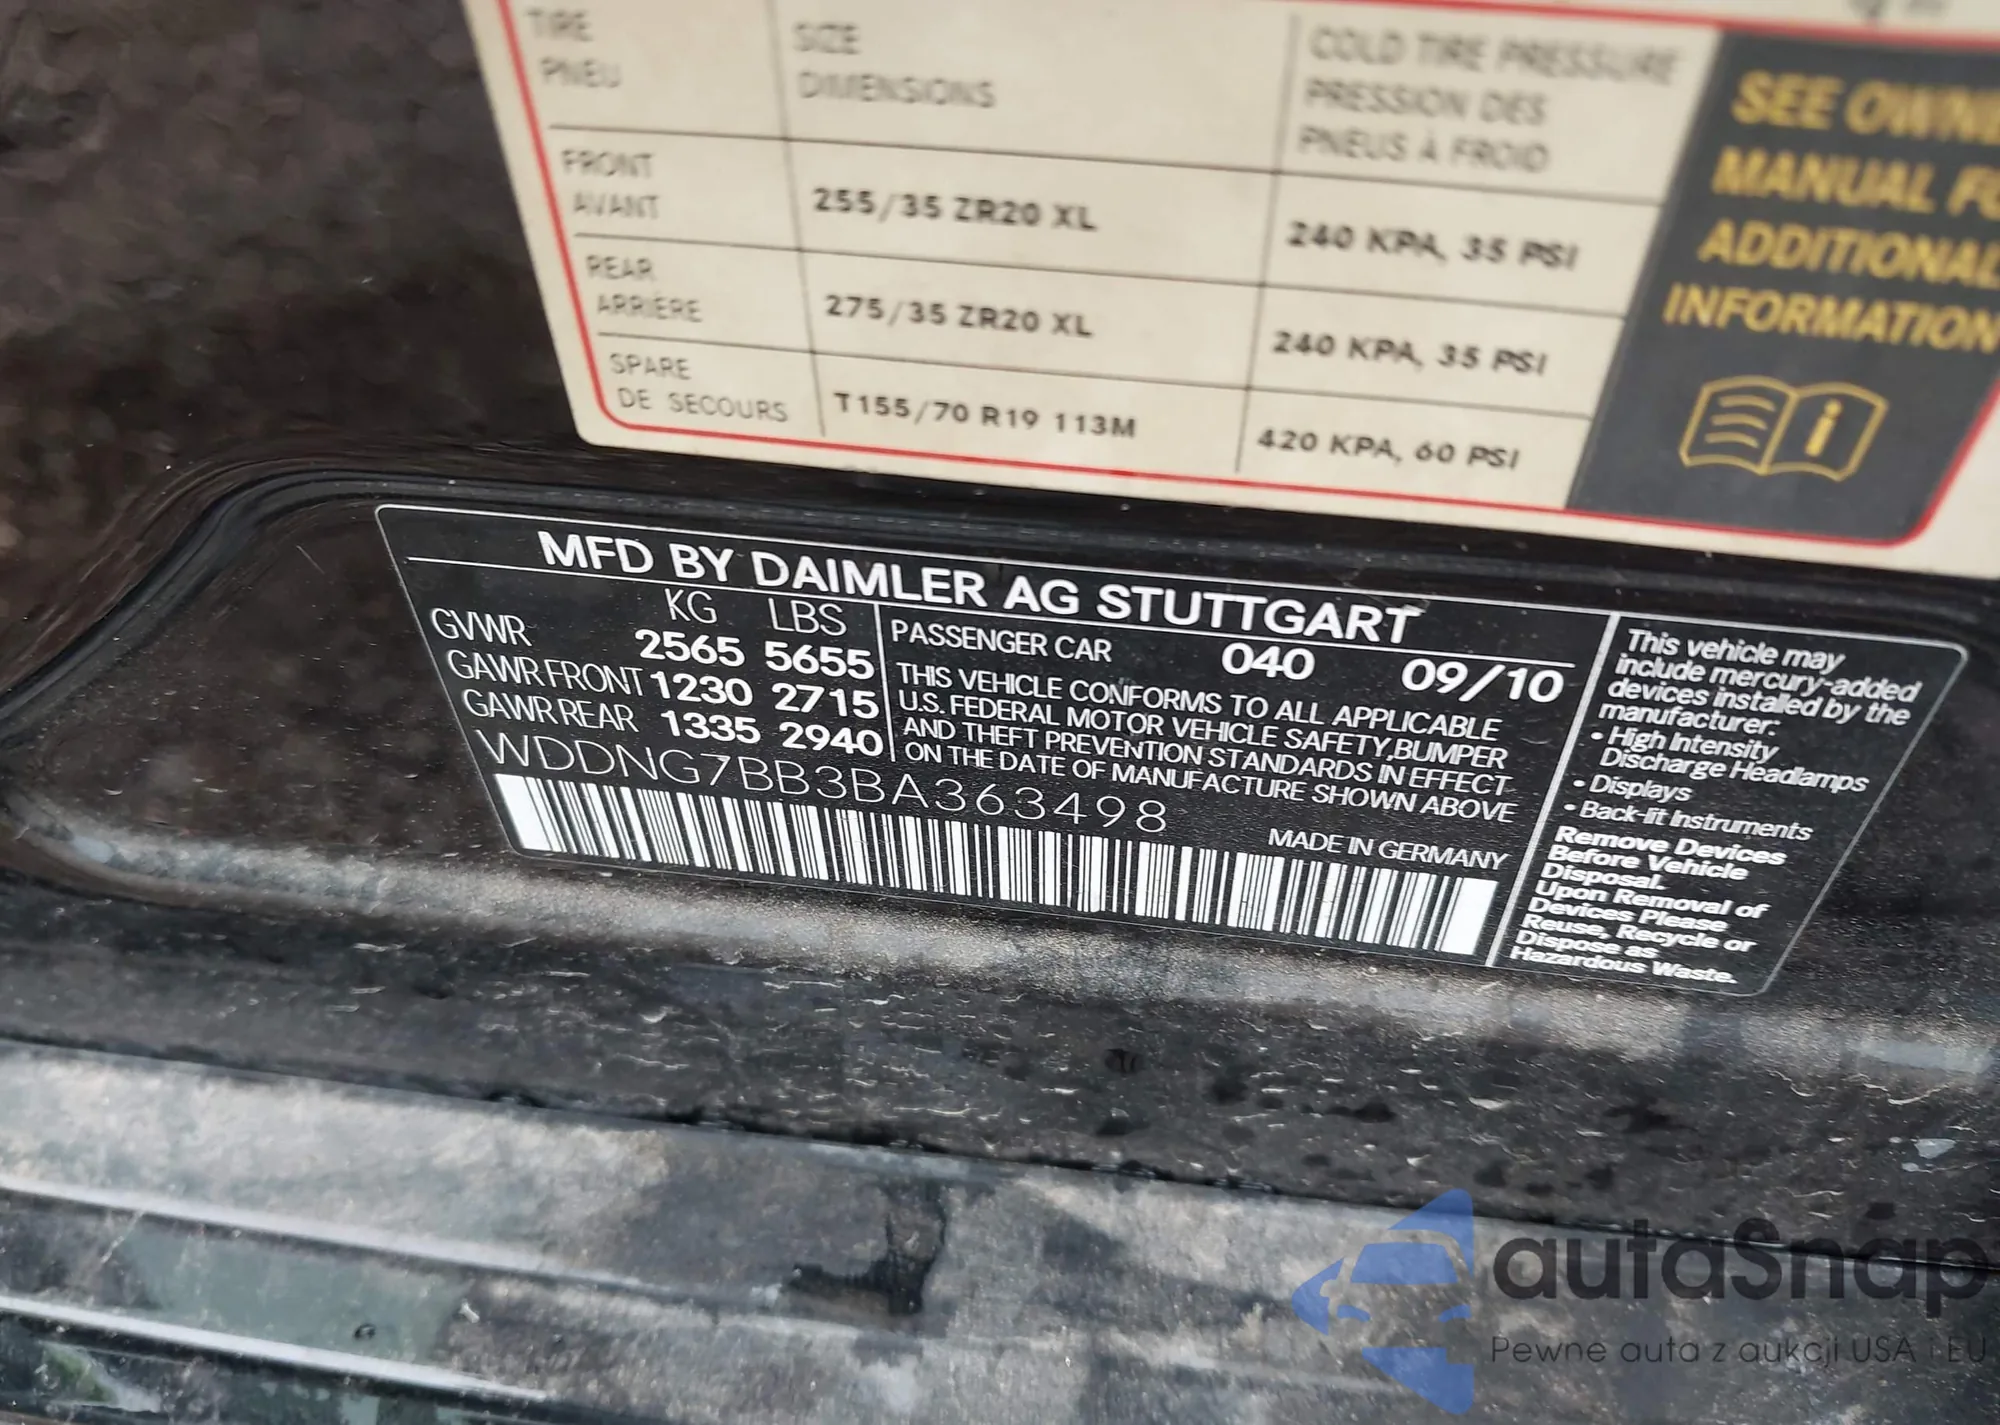 TIRE
PNEU
SIZE
DIMENSIONS
COLD TIRE PRESSURE
PRESSION DES
PNEUS À FROID
FRONT
AVANT
255/35 ZR20 XL
240 KPA, 35 PSI
REAR
ARRIÈRE
275/35 ZR20 XL
240 KPA, 35 PSI
SPARE
DE SECOURS
T155/70 R19 113M
420 KPA, 60 PSI
SEE
MANUAL
ADDITIONAL
INFORMATION
MFD BY DAIMLER AG STUTTGART
KG LBS
GVWR 2565 5655
GAWR FRONT 1230 2715
GAWR REAR 1335 2940
PASSENGER CAR 040 09/10
THIS VEHICLE CONFORMS TO ALL APPLICABLE
U.S. FEDERAL MOTOR VEHICLE SAFETY,BUMPER
AND THEFT PREVENTION STANDARDS IN EFFECT
ON THE DATE OF MANUFACTURE SHOWN ABOVE
WDDNG7BB3BA363498
MADE IN GERMANY
This vehicle may
include mercury-added
devices installed by the
manufacturer:
• High Intensity
Discharge Headlamps
• Displays
• Back-lit Instruments
Remove Devices
Before Vehicle
Disposal.
Upon Removal of
Devices Please
Reuse, Recycle or
Dispose as
Hazardous Waste.
autaSnap
Pewne auta z aukcji USA i EU